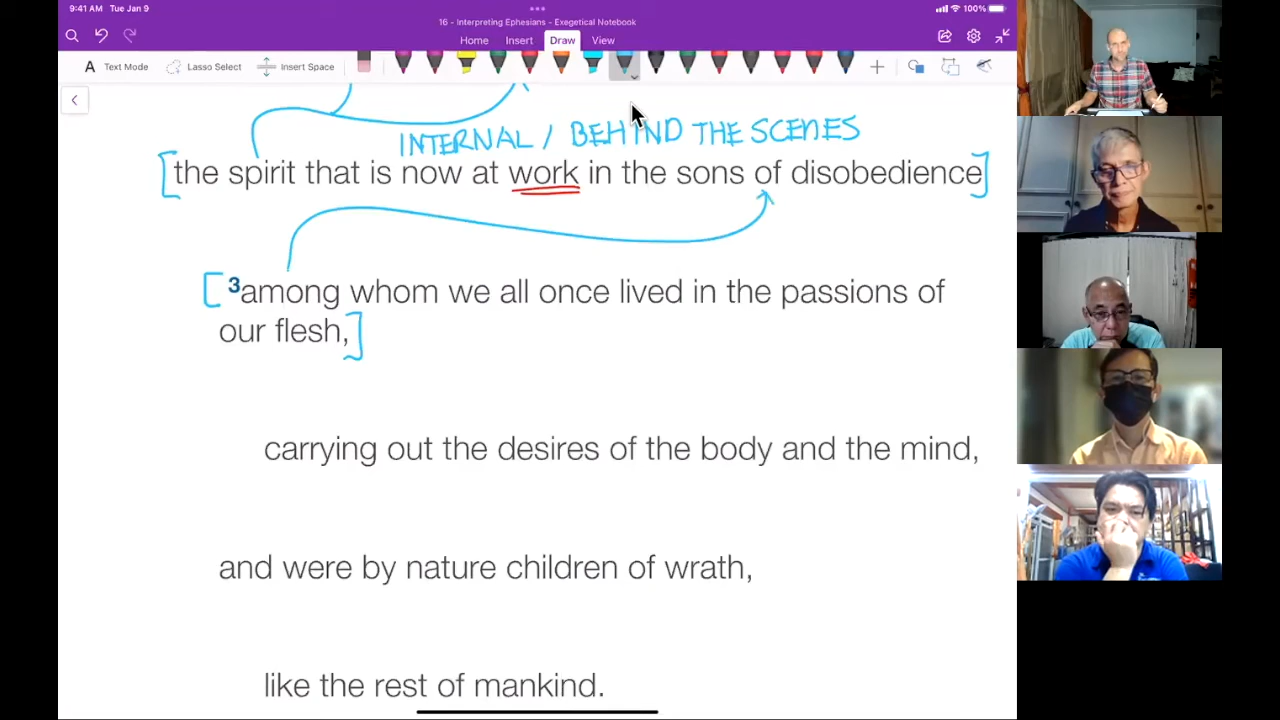 9:41 AM Tue Jan 9
100%
16 - Interpreting Ephesians - Exegetical Notebook
Home Insert Draw View
A Text Mode Lasso Select Insert Space
INTERNAL / BEHIND THE SCENES
[the spirit that is now at work in the sons of disobedience]
[3among whom we all once lived in the passions of
our flesh,]
carrying out the desires of the body and the mind,
and were by nature children of wrath,
like the rest of mankind.